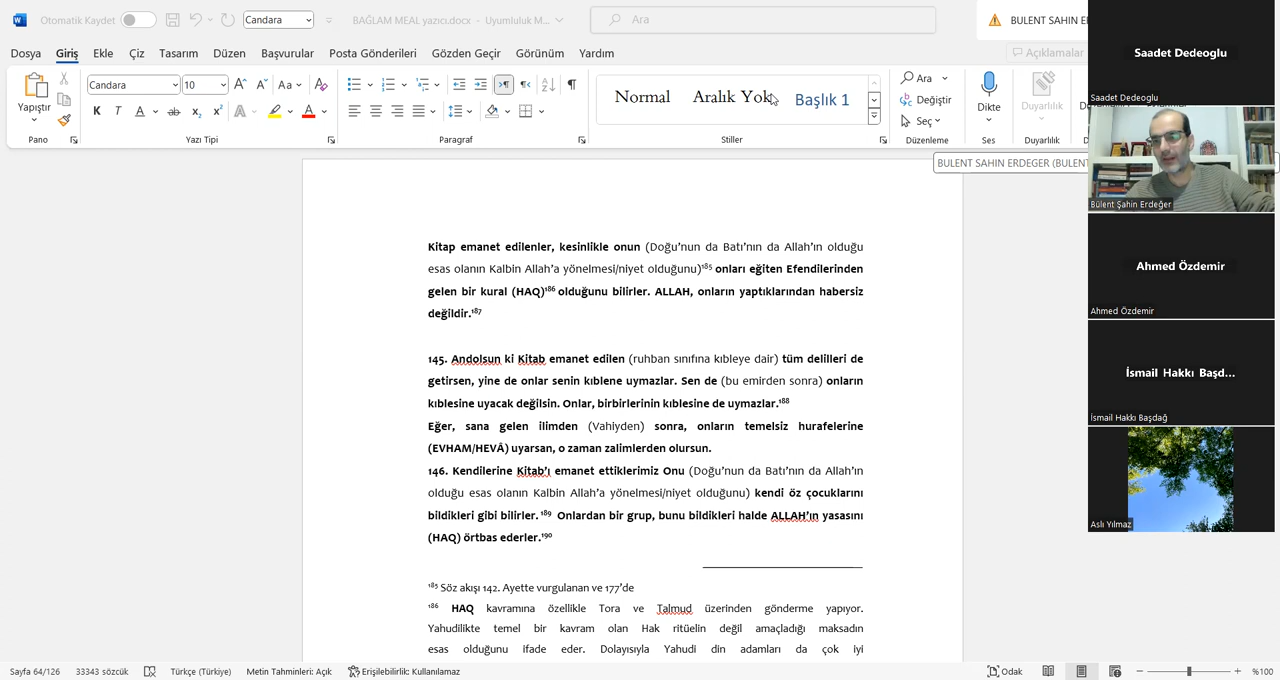 Otomatik Kaydet
Candara
BAĞLAM MEAL yazıcı.docx - Uyumluluk M...
Ara
BULENT SAHIN ER
Dosya
Giriş
Ekle
Çiz
Tasarım
Düzen
Başvurular
Posta Gönderileri
Gözden Geçir
Görünüm
Yardım
Açıklamalar
Yapıştır
Pano
Candara
10
Aa
K T A ab x₂ x² A A
Yazı Tipi
Paragraf
Normal
Aralık Yok
Başlık 1
Stiller
Ara
Değiştir
Seç
Düzenleme
Dikte
Ses
Duyarlılık
Duyarlılık
BULENT SAHIN ERDEGER (BULENT
Kitap emanet edilenler, kesinlikle onun (Doğu’nun da Batı’nın da Allah’ın olduğu
esas olanın Kalbin Allah’a yönelmesi/niyet olduğunu)¹⁸⁵ onları eğiten Efendilerinden
gelen bir kural (HAQ)¹⁸⁶ olduğunu bilirler. ALLAH, onların yaptıklarından habersiz
değildir.¹⁸⁷
145. Andolsun ki Kitab emanet edilen (ruhban sınıfına kıbleye dair) tüm delilleri de
getirsen, yine de onlar senin kıblene uymazlar. Sen de (bu emirden sonra) onların
kıblesine uyacak değilsin. Onlar, birbirlerinin kıblesine de uymazlar.¹⁸⁸
Eğer, sana gelen ilimden (Vahiyden) sonra, onların temelsiz hurafelerine
(EVHAM/HEVÂ) uyarsan, o zaman zalimlerden olursun.
146. Kendilerine Kitab’ı emanet ettiklerimiz Onu (Doğu’nun da Batı’nın da Allah’ın
olduğu esas olanın Kalbin Allah’a yönelmesi/niyet olduğunu) kendi öz çocuklarını
bildikleri gibi bilirler. ¹⁸⁹ Onlardan bir grup, bunu bildikleri halde ALLAH’ın yasasını
(HAQ) örtbas ederler.¹⁹⁰
¹⁸⁵ Söz akışı 142. Ayette vurgulanan ve 177’de
¹⁸⁶ HAQ kavramına özellikle Tora ve Talmud üzerinden gönderme yapıyor.
Yahudilikte temel bir kavram olan Hak ritüelin değil amaçladığı maksadın
esas olduğunu ifade eder. Dolayısıyla Yahudi din adamları da çok iyi
Saadet Dedeoglu
Saadet Dedeoglu
Bülent Şahin Erdeğer
Ahmed Özdemir
Ahmed Özdemir
İsmail Hakkı Başd...
İsmail Hakkı Başdağ
Aslı Yılmaz
Sayfa 64/126
33343 sözcük
Türkçe (Türkiye)
Metin Tahminleri: Açık
Erişilebilirlik: Kullanılamaz
Odak
%100